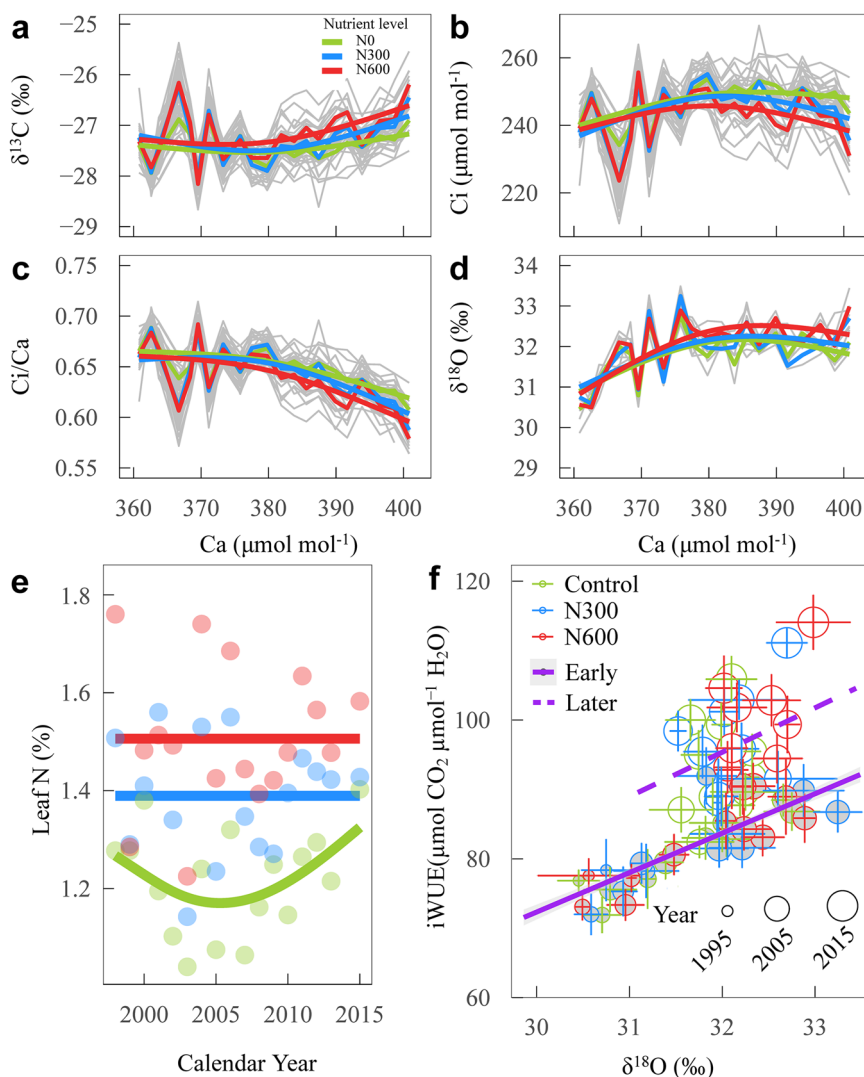 a
Nutrient level
N0
N300
N600
δ¹³C (‰)
−25
−26
−27
−28
−29
b
Ci (μmol mol⁻¹)
260
240
220
c
Ci/Ca
0.75
0.70
0.65
0.60
0.55
360 370 380 390 400
Ca (μmol mol⁻¹)
d
δ¹⁸O (‰)
34
33
32
31
30
29
360 370 380 390 400
Ca (μmol mol⁻¹)
e
Leaf N (%)
1.8
1.6
1.4
1.2
2000 2005 2010 2015
Calendar Year
f
iWUE(μmol CO₂ μmol⁻¹ H₂O)
120
100
80
60
Control
N300
N600
Early
Later
Year
1995
2005
2015
30 31 32 33
δ¹⁸O (‰)